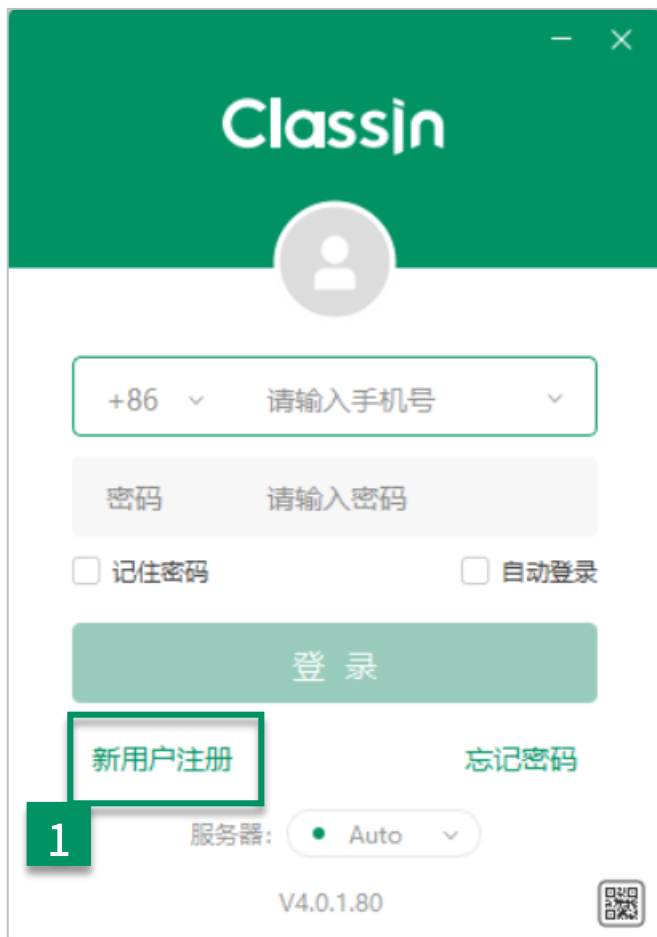 Classin
+86 请输入手机号
密码 请输入密码
记住密码 自动登录
登 录
新用户注册 忘记密码
1
服务器: Auto
V4.0.1.80